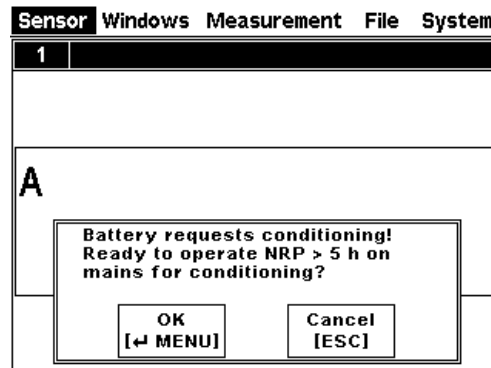 Sensor Windows Measurement File System
1
A
Battery requests conditioning!
Ready to operate NRP > 5 h on
mains for conditioning?
OK Cancel
[↵ MENU] [ESC]